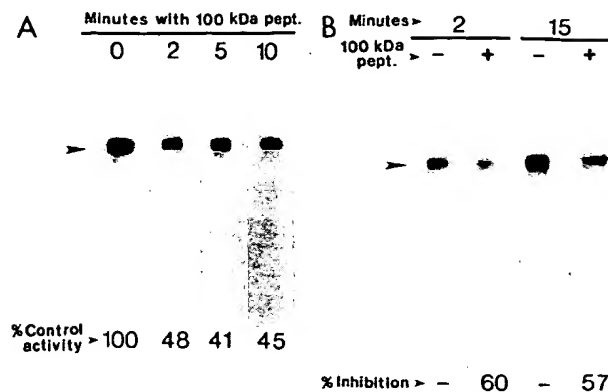 A
Minutes with 100 kDa pept.
0 2 5 10
%Control activity ➤ 100 48 41 45
B
Minutes➤ 2 15
100 kDa pept. ➤ − + − +
% Inhibition ➤ − 60 − 57